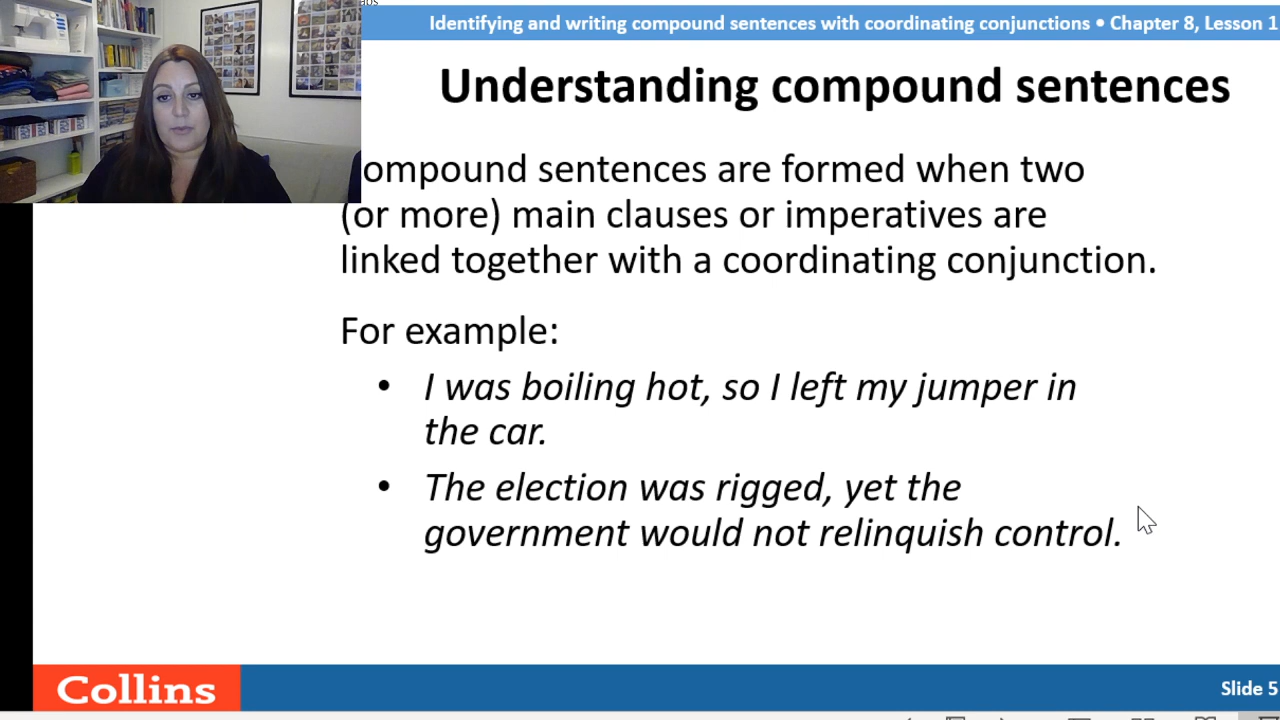 abs
Identifying and writing compound sentences with coordinating conjunctions • Chapter 8, Lesson 1
Understanding compound sentences
ompound sentences are formed when two
(or more) main clauses or imperatives are
linked together with a coordinating conjunction.
For example:
• I was boiling hot, so I left my jumper in
the car.
• The election was rigged, yet the
government would not relinquish control.
Collins
Slide 5